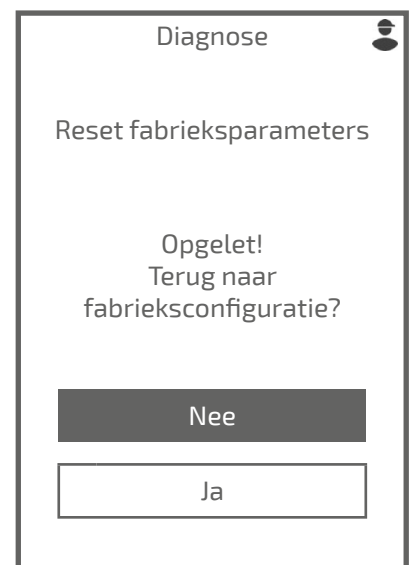 Diagnose
Reset fabrieksparameters
Opgelet!
Terug naar
fabrieksconfiguratie?
Nee
Ja